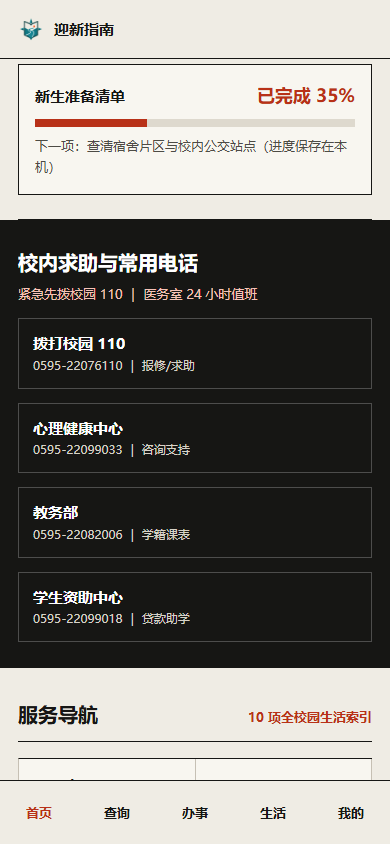 迎新指南
新生准备清单
已完成 35%
下一项：查清宿舍片区与校内公交站点（进度保存在本
机）
校内求助与常用电话
紧急先拨校园 110 ｜ 医务室 24 小时值班
拨打校园 110
0595-22076110 ｜ 报修/求助
心理健康中心
0595-22099033 ｜ 咨询支持
教务部
0595-22082006 ｜ 学籍课表
学生资助中心
0595-22099018 ｜ 贷款助学
服务导航
10 项全校园生活索引
首页
查询
办事
生活
我的